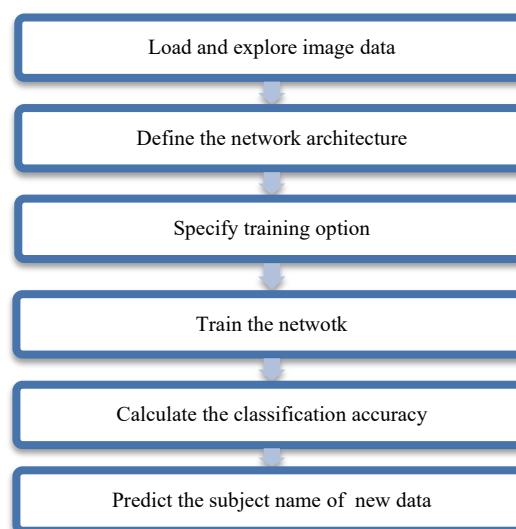 Load and explore image data
Define the network architecture
Specify training option
Train the netwotk
Calculate the classification accuracy
Predict the subject name of  new data